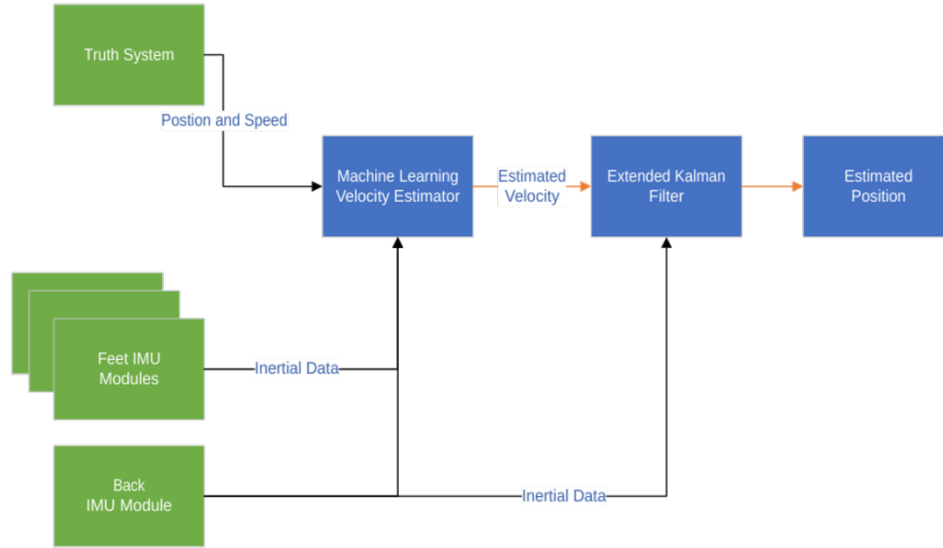 Truth System
Postion and Speed
Machine Learning
Velocity Estimator
Estimated
Velocity
Extended Kalman
Filter
Estimated
Position
Feet IMU
Modules
Inertial Data
Back
IMU Module
Inertial Data